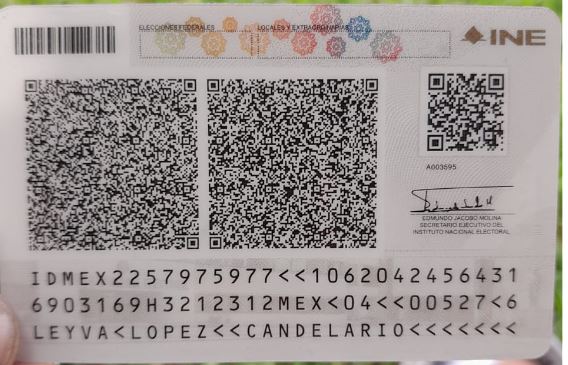 ELECCIONES FEDERALES LOCALES Y EXTRAORDINARIAS
INE
A003695
EDMUNDO JACOBO MOLINA
SECRETARIO EJECUTIVO DEL
INSTITUTO NACIONAL ELECTORAL
IDMEX2257975977<<1062042456431
6903169H3212312MEX<04<<00527<6
LEYVA<LOPEZ<<CANDELARIO<<<<<<<